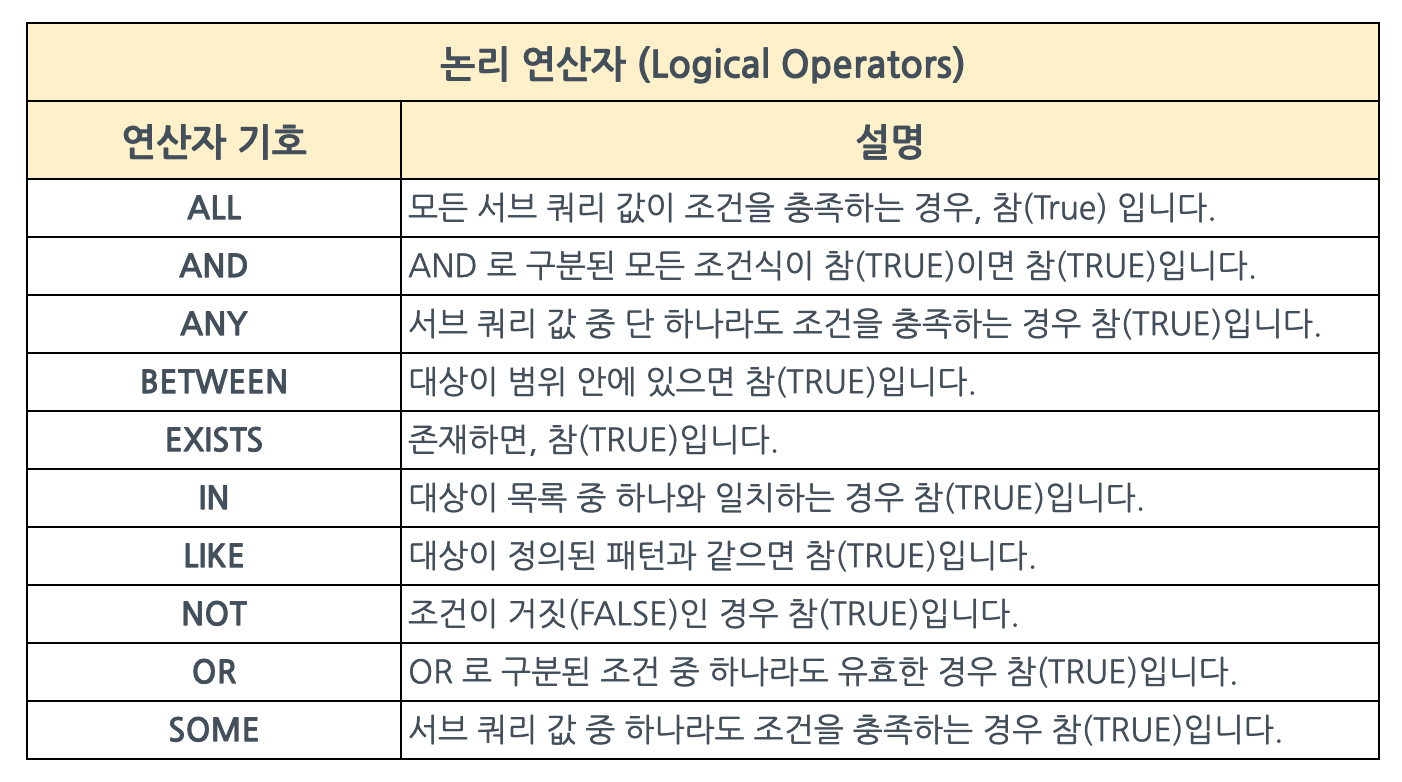 논리 연산자 (Logical Operators)
연산자 기호 설명
ALL 모든 서브 쿼리 값이 조건을 충족하는 경우, 참(True) 입니다.
AND AND 로 구분된 모든 조건식이 참(TRUE)이면 참(TRUE)입니다.
ANY 서브 쿼리 값 중 단 하나라도 조건을 충족하는 경우 참(TRUE)입니다.
BETWEEN 대상이 범위 안에 있으면 참(TRUE)입니다.
EXISTS 존재하면, 참(TRUE)입니다.
IN 대상이 목록 중 하나와 일치하는 경우 참(TRUE)입니다.
LIKE 대상이 정의된 패턴과 같으면 참(TRUE)입니다.
NOT 조건이 거짓(FALSE)인 경우 참(TRUE)입니다.
OR OR 로 구분된 조건 중 하나라도 유효한 경우 참(TRUE)입니다.
SOME 서브 쿼리 값 중 하나라도 조건을 충족하는 경우 참(TRUE)입니다.